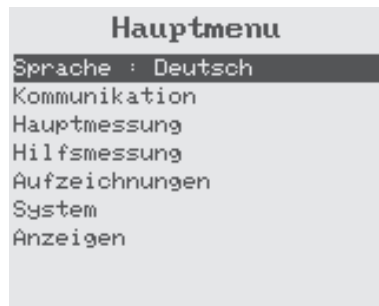 Hauptmenu
Sprache : Deutsch
Kommunikation
Hauptmessung
Hilfsmessung
Aufzeichnungen
System
Anzeigen